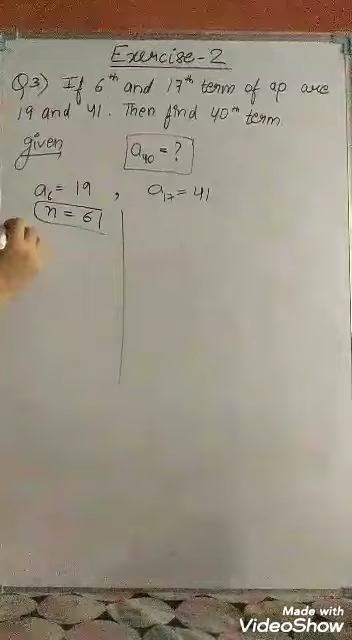 Exercise-2
Q3) If 6th and 17th term of ap are
19 and 41. Then find 40th term.
given
a40 = ?
a6 = 19 , a17 = 41
n = 6
Made with
VideoShow